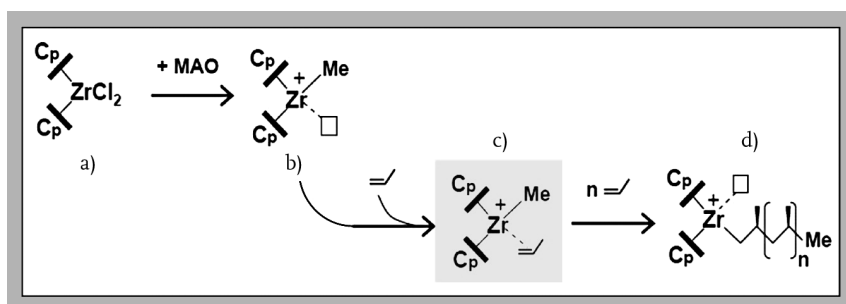 Cp
ZrCl₂
Cp
a)
+ MAO
Cp
+
Me
Zr
Cp
b)
c)
Cp
+
Me
Zr
Cp
n
d)
Cp
+
Zr
Cp
Me
n